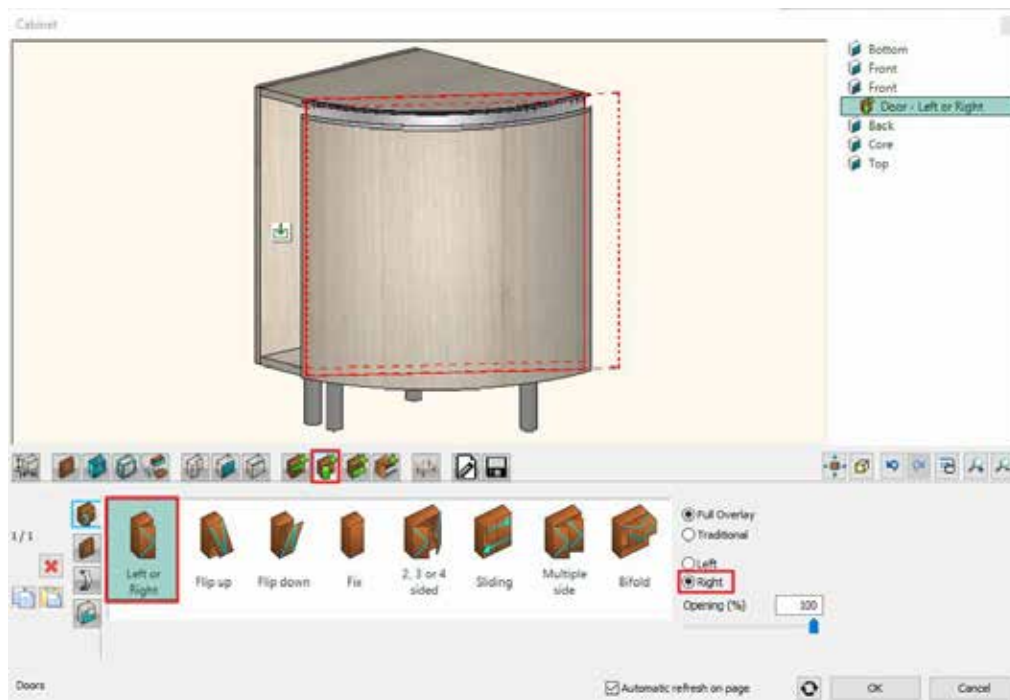 Cabinet
Bottom
Front
Front
Door - Left or Right
Back
Core
Top
1/1
Left or
Right
Flip up
Flip down
Fix
2, 3 or 4
sided
Sliding
Multiple
side
Bifold
Full Overlay
Traditional
Left
Right
Opening (%)
100
Doors
Automatic refresh on page
OK
Cancel